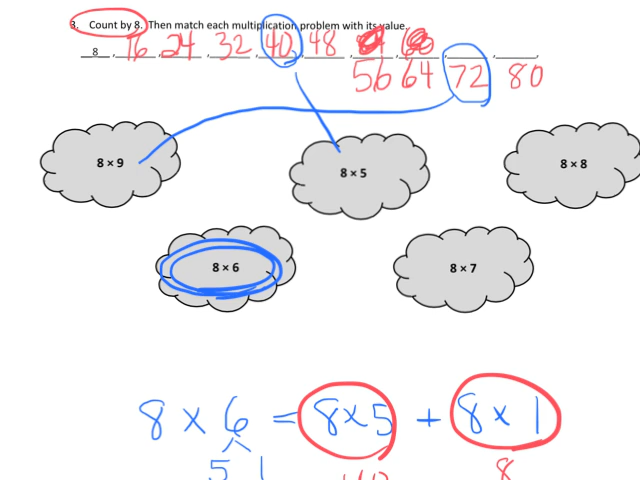 3. Count by 8. Then match each multiplication problem with its value.
8, 16, 24, 32, 40, 48, , , ,
56 64 72 80
8 × 9
8 × 5
8 × 8
8 × 6
8 × 7
8 × 6 = 8×5 + 8 × 1
5 1 40 8